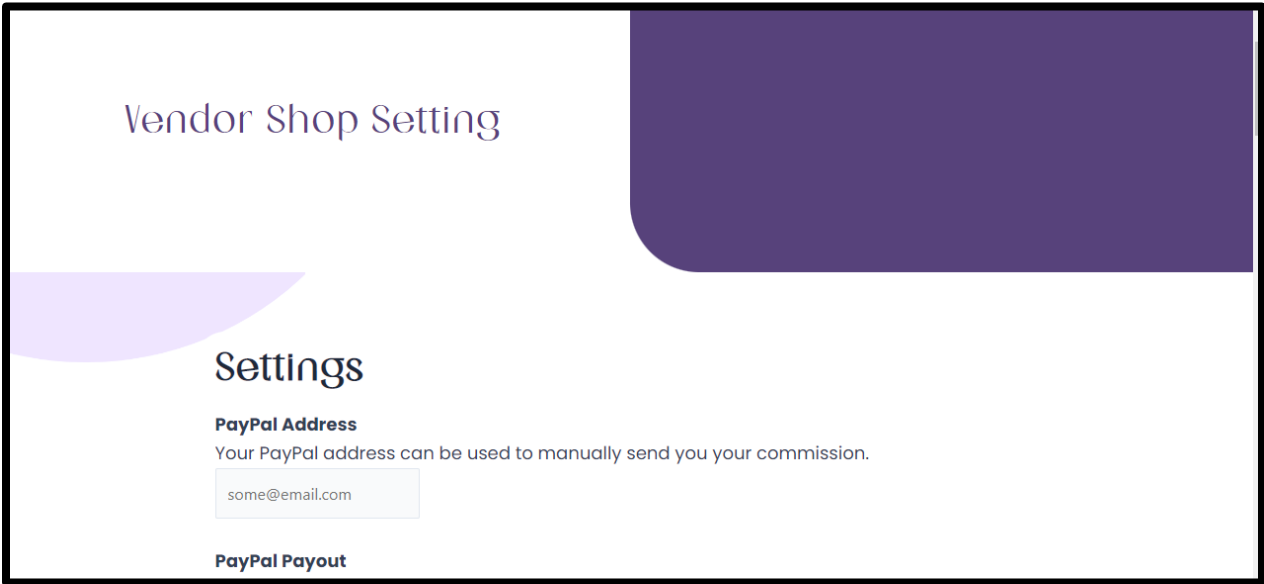 Vendor Shop Setting
Settings
PayPal Address
Your PayPal address can be used to manually send you your commission.
some@email.com
PayPal Payout